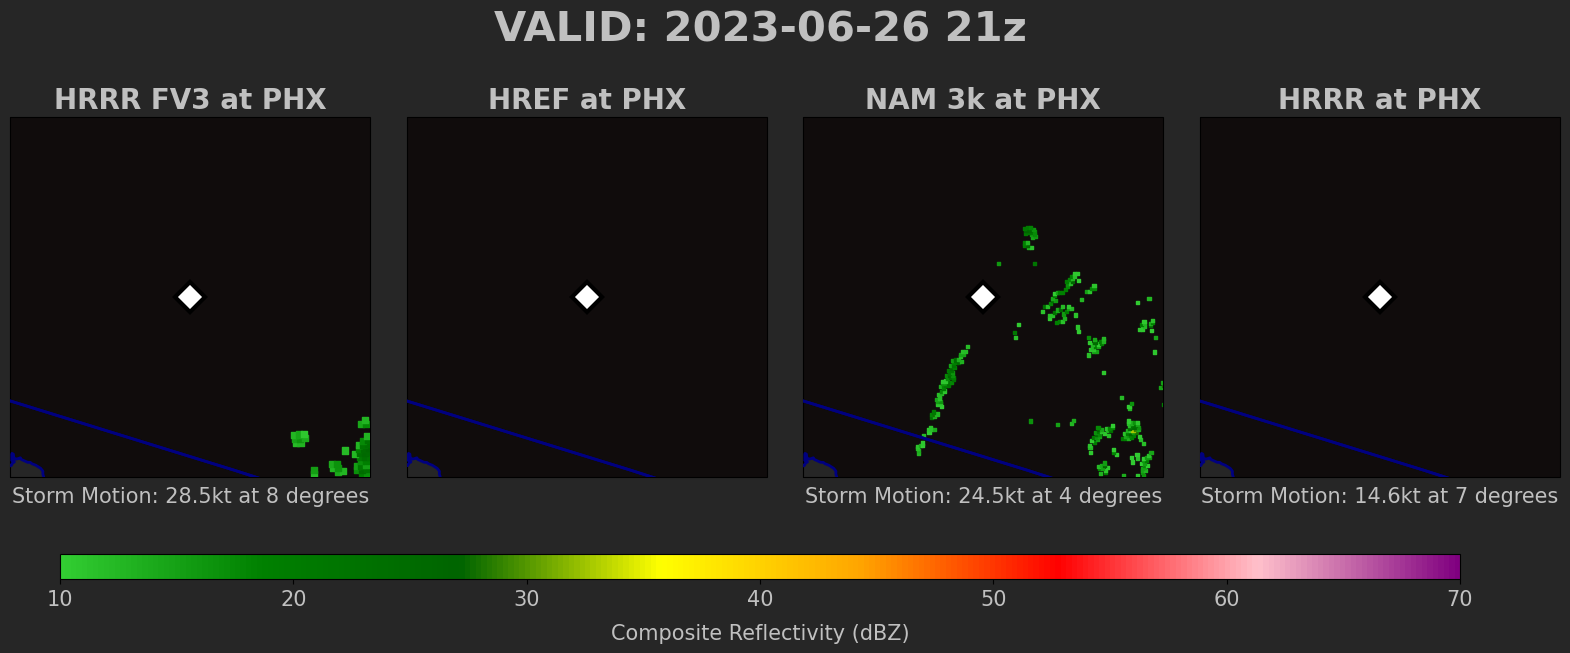 VALID: 2023-06-26 21z
HRRR FV3 at PHX
HREF at PHX
NAM 3k at PHX
HRRR at PHX
Storm Motion: 28.5kt at 8 degrees
Storm Motion: 24.5kt at 4 degrees
Storm Motion: 14.6kt at 7 degrees
10 20 30 40 50 60 70
Composite Reflectivity (dBZ)